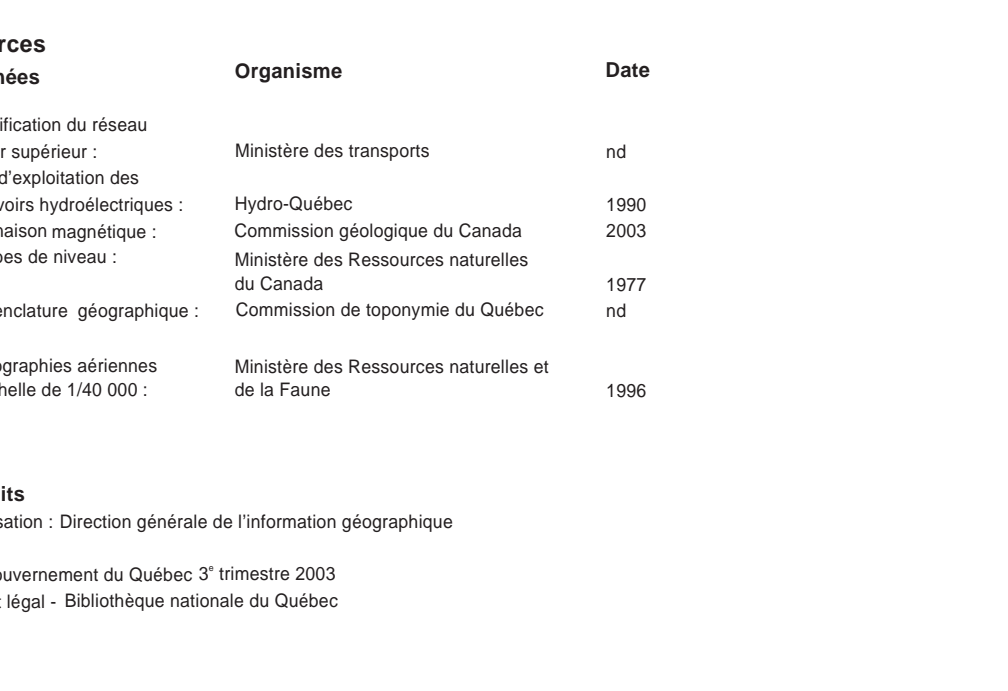 rces
nées Organisme Date
ification du réseau
r supérieur : Ministère des transports nd
d'exploitation des
voirs hydroélectriques : Hydro-Québec 1990
naison magnétique : Commission géologique du Canada 2003
bes de niveau : Ministère des Ressources naturelles
du Canada 1977
enclature géographique : Commission de toponymie du Québec nd
ographies aériennes Ministère des Ressources naturelles et
helle de 1/40 000 : de la Faune 1996
its
sation : Direction générale de l'information géographique
ouvernement du Québec 3e trimestre 2003
t légal - Bibliothèque nationale du Québec